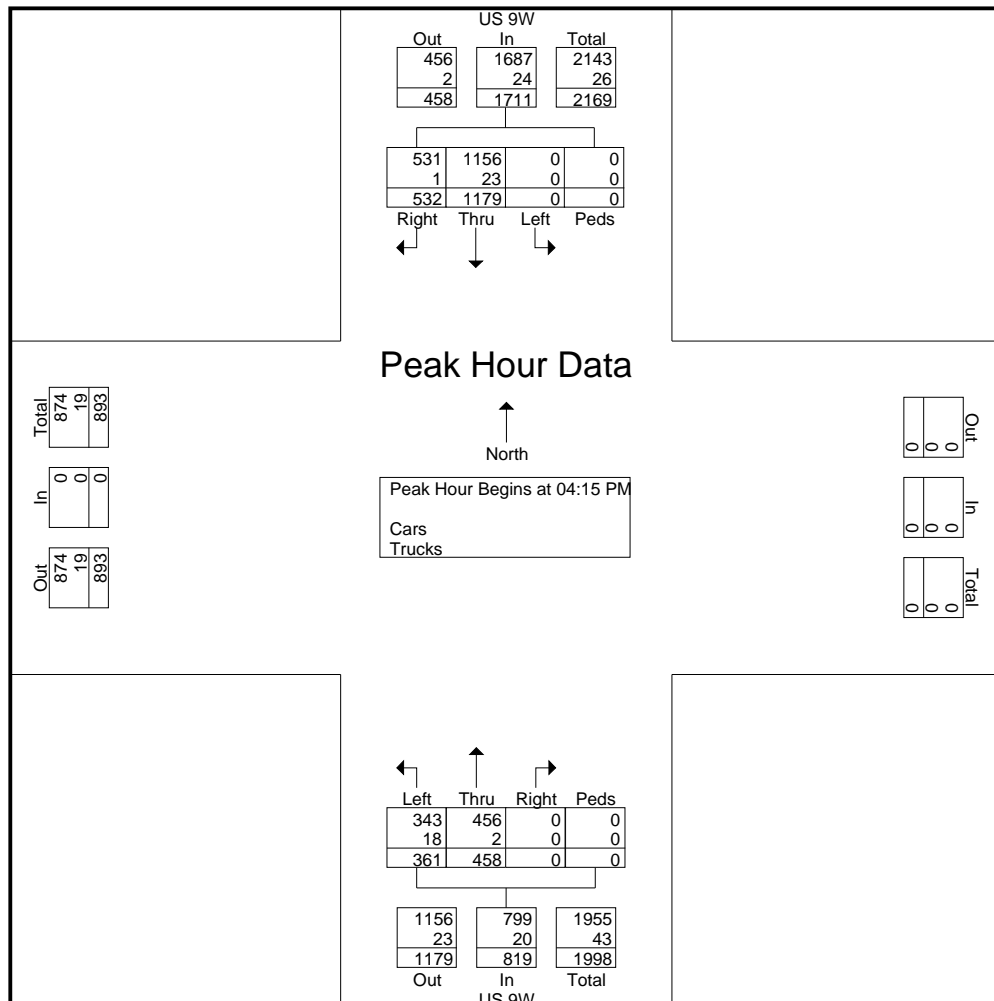 US 9W
Out In Total
456 1687 2143
2 24 26
458 1711 2169
531 1156 0 0
1 23 0 0
532 1179 0 0
Right Thru Left Peds
Peak Hour Data
North
Peak Hour Begins at 04:15 PM
Cars
Trucks
Total
874
19
893
In
0
0
0
Out
874
19
893
Out
0
0
0
In
0
0
0
Total
0
0
0
Left Thru Right Peds
343 456 0 0
18 2 0 0
361 458 0 0
1156 799 1955
23 20 43
1179 819 1998
Out In Total
US 9W